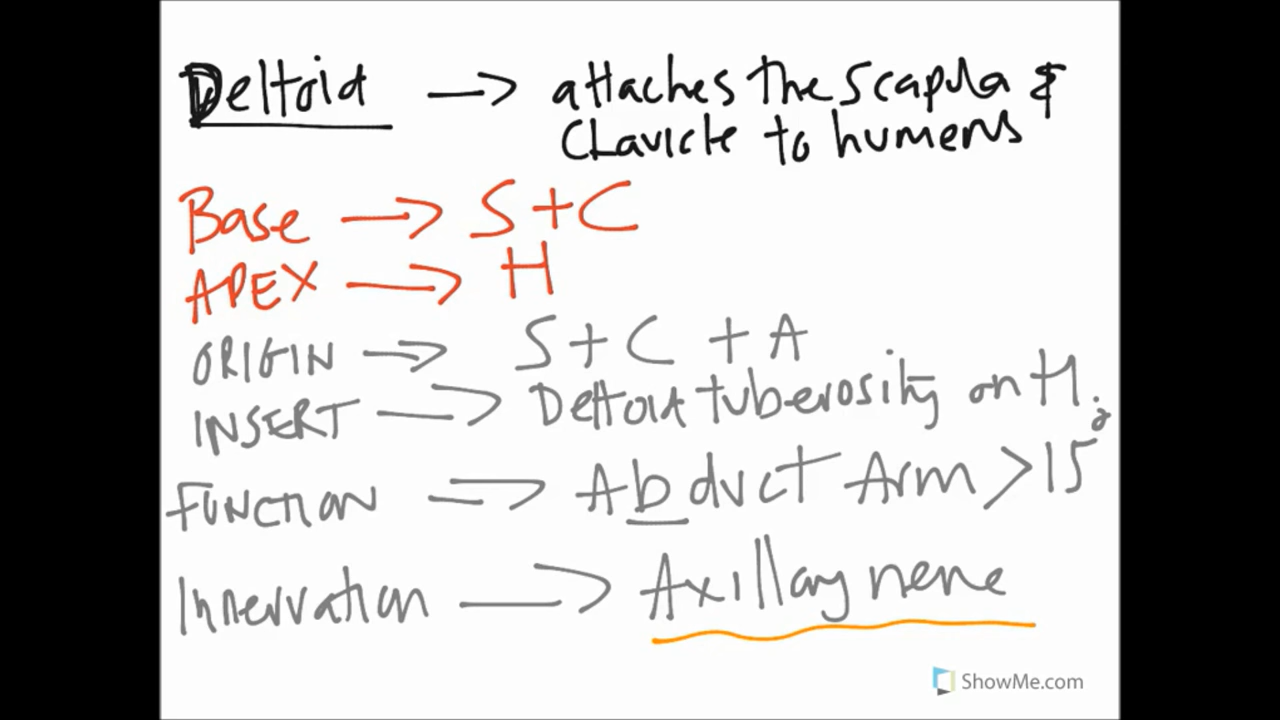 Deltoid → attaches the scapula &
Clavicle to humerus
Base → S+C
APEX → H
ORIGIN → S+C+A
INSERT → Deltoid tuberosity on H.
FUNCTION → Abduct Arm >15°
Innervation → Axillary nerve
ShowMe.com